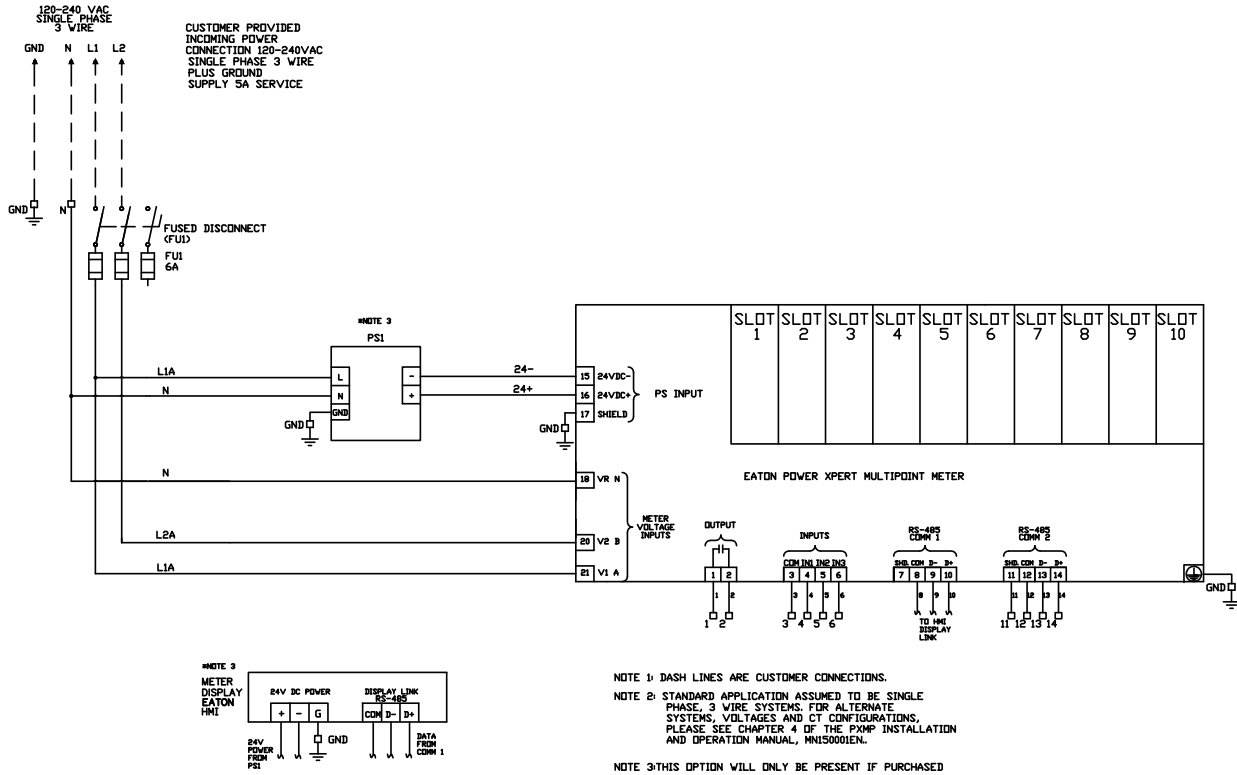 120-240 VAC
SINGLE PHASE
3 WIRE
GND N L1 L2
CUSTOMER PROVIDED
INCOMING POWER
CONNECTION 120-240VAC
SINGLE PHASE 3 WIRE
PLUS GROUND
SUPPLY 5A SERVICE
GND
N
FUSED DISCONNECT
(FU1)
FU1
6A
*NOTE 3
PS1
L1A
N
L
N
GND
GND
-
+
24-
24+
15 24VDC-
16 24VDC+
17 SHIELD
PS INPUT
GND
SLOT 1
SLOT 2
SLOT 3
SLOT 4
SLOT 5
SLOT 6
SLOT 7
SLOT 8
SLOT 9
SLOT 10
EATON POWER XPERT MULTIPOINT METER
N
18 VR N
L2A
20 V2 B
L1A
21 V1 A
METER
VOLTAGE
INPUTS
OUTPUT
1 2
1 2
1 2
INPUTS
COM IN1 IN2 IN3
3 4 5 6
3 4 5 6
3 4 5 6
RS-485
COMM 1
SHD. COM D- D+
7 8 9 10
8 9 10
TO HMI
DISPLAY
LINK
RS-485
COMM 2
SHD. COM D- D+
11 12 13 14
11 12 13 14
11 12 13 14
GND
*NOTE 3
METER
DISPLAY
EATON
HMI
24V DC POWER
+ - G
GND
24V
POWER
FROM
PS1
DISPLAY LINK
RS-485
COM D- D+
DATA
FROM
COMM 1
NOTE 1: DASH LINES ARE CUSTOMER CONNECTIONS.
NOTE 2: STANDARD APPLICATION ASSUMED TO BE SINGLE
PHASE, 3 WIRE SYSTEMS. FOR ALTERNATE
SYSTEMS, VOLTAGES AND CT CONFIGURATIONS,
PLEASE SEE CHAPTER 4 OF THE PXMP INSTALLATION
AND OPERATION MANUAL, MN150001EN..
NOTE 3:THIS OPTION WILL ONLY BE PRESENT IF PURCHASED